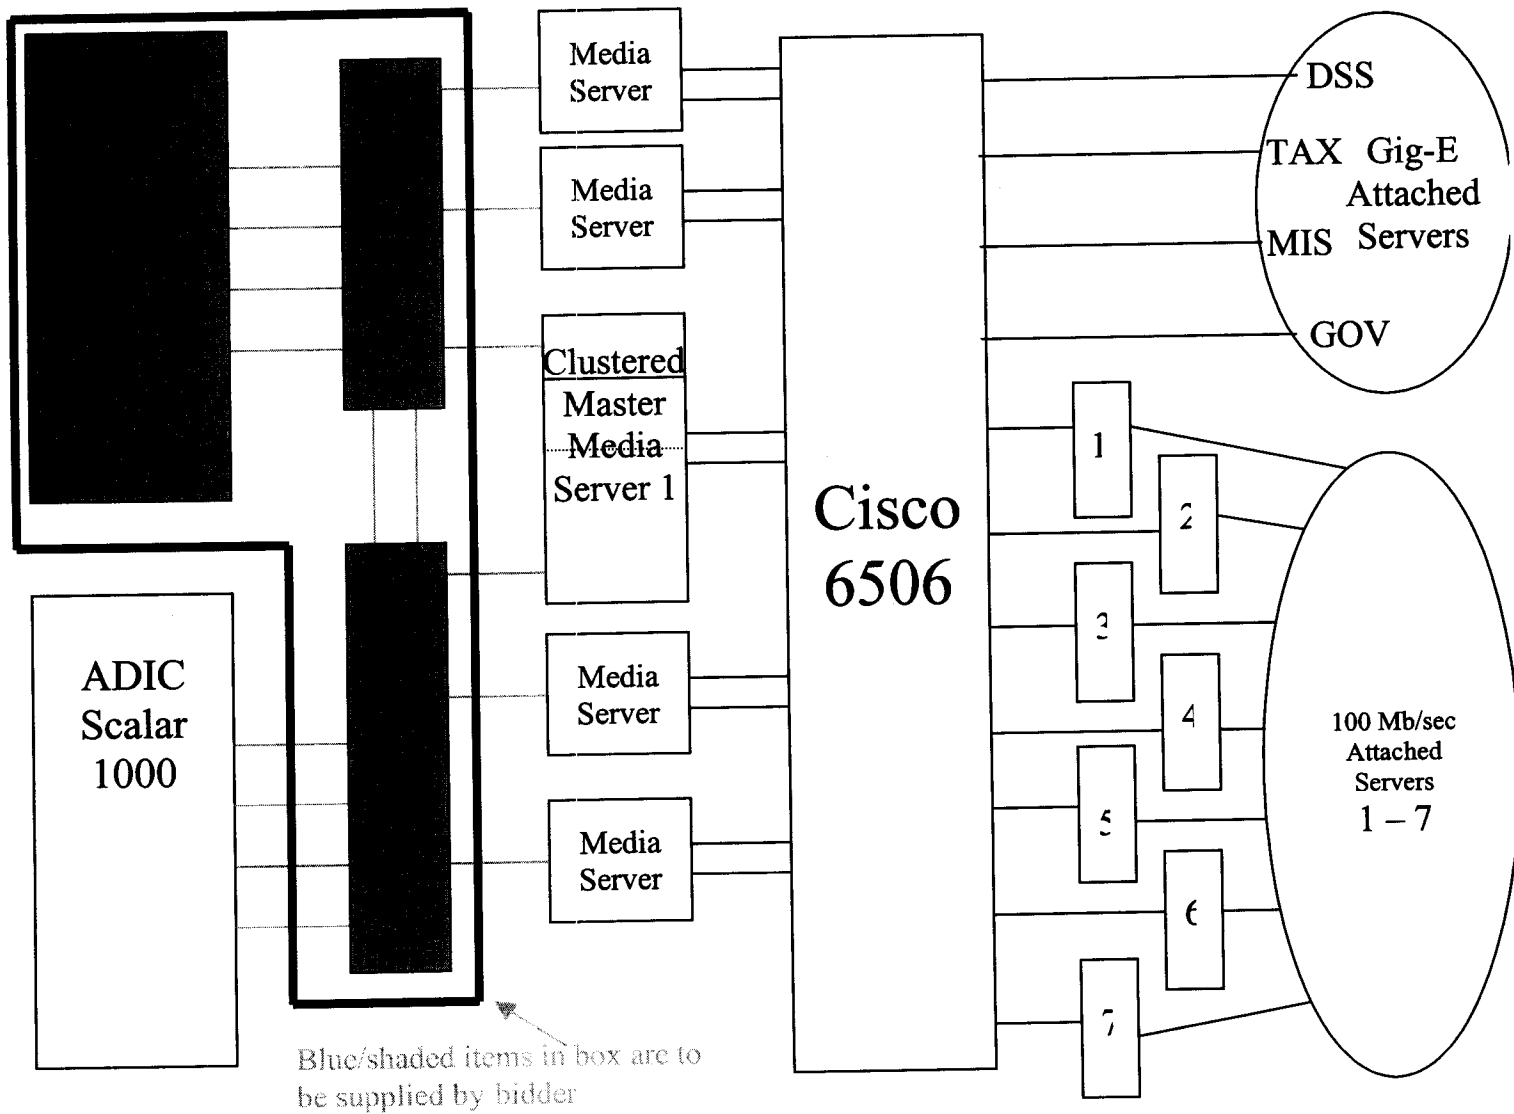 Media
Server
Media
Server
Clustered
Master
Media
Server 1
Media
Server
Media
Server
ADIC
Scalar
1000
Cisco
6506
DSS
TAX Gig-E
Attached
MIS Servers
GOV
1
2
3
4
5
6
7
100 Mb/sec
Attached
Servers
1 – 7
Blue/shaded items in box are to
be supplied by bidder